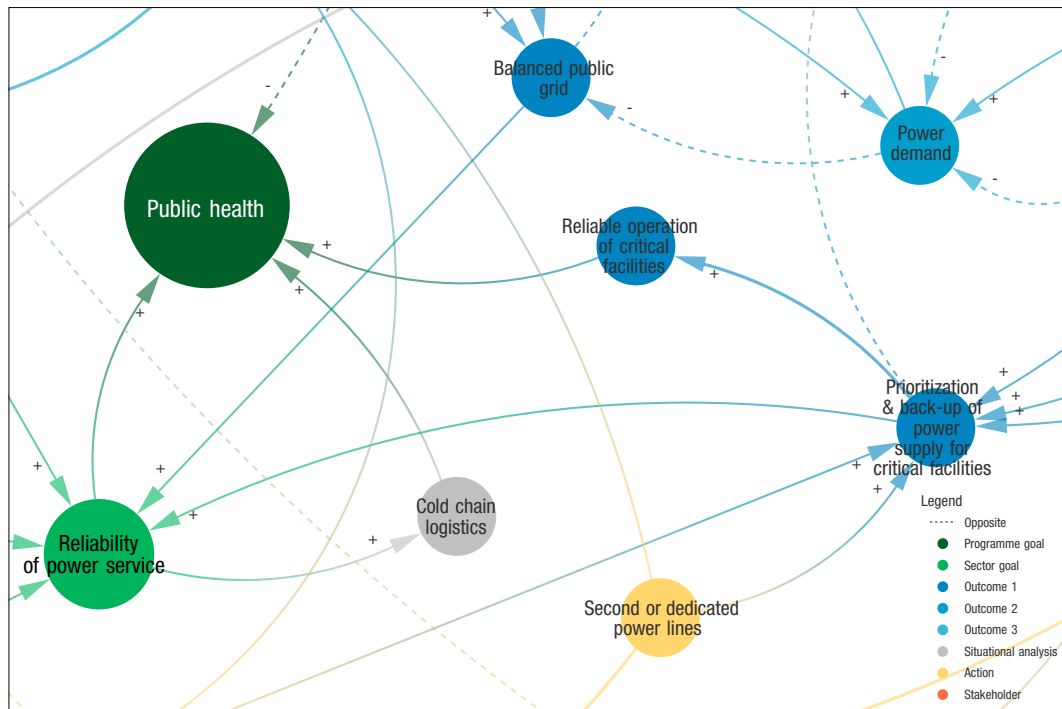 +
Balanced public
grid
-
-
+
+
-
Power
demand
-
Public health
+
Reliable operation
of critical
facilities
+
+
+
+
+
+
Prioritization
& back-up of
power
supply for
critical facilities
+
+
+
Cold chain
logistics
+
+
+
Reliability
of power service
Second or dedicated
power lines
Legend
Opposite
Programme goal
Sector goal
Outcome 1
Outcome 2
Outcome 3
Situational analysis
Action
Stakeholder